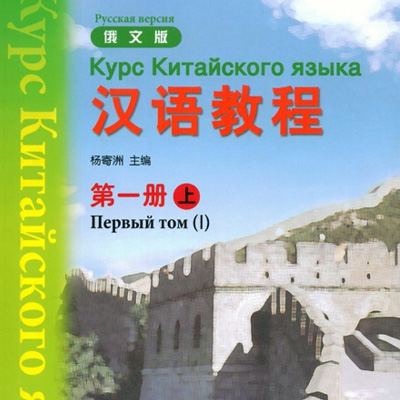 Русская версия
俄文版
Курс Китайского языка
汉语教程
杨寄洲 主编
第一册 上
Первый том (I)
Курс Китайского я